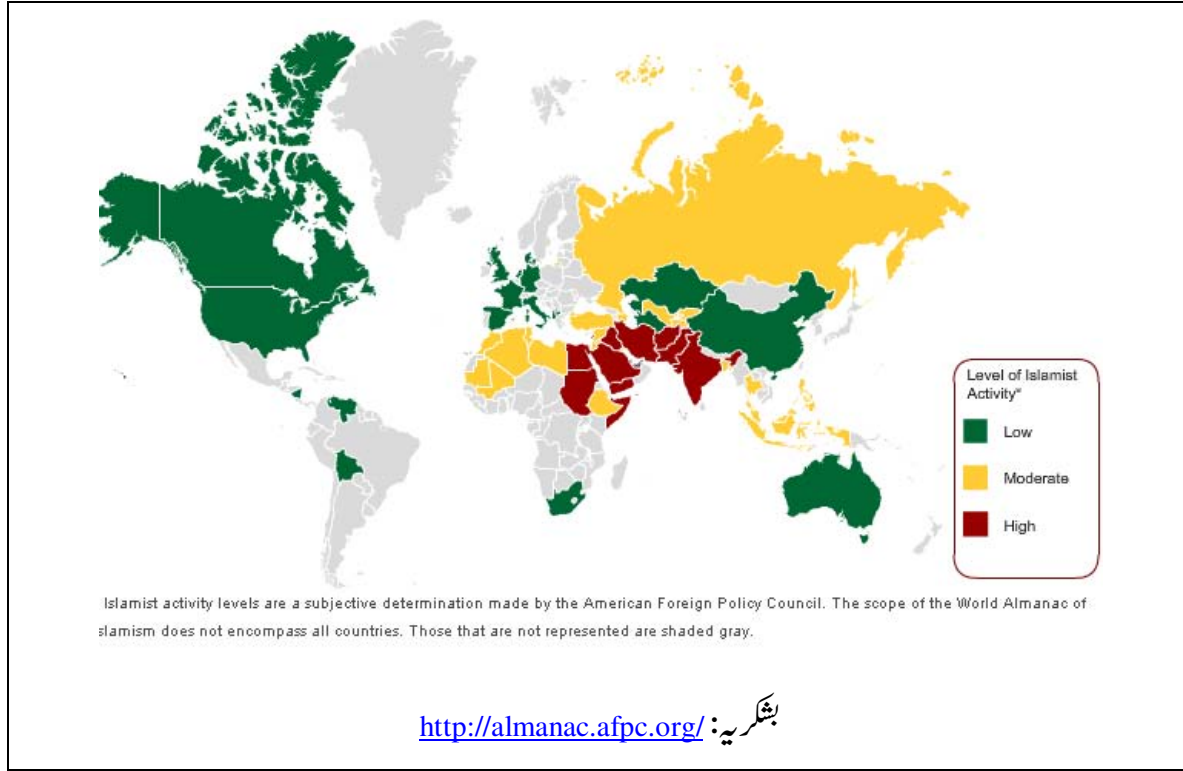 Level of Islamist
Activity*
Low
Moderate
High
Islamist activity levels are a subjective determination made by the American Foreign Policy Council. The scope of the World Almanac of
slamism does not encompass all countries. Those that are not represented are shaded gray.
بشکریہ: http://almanac.afpc.org/